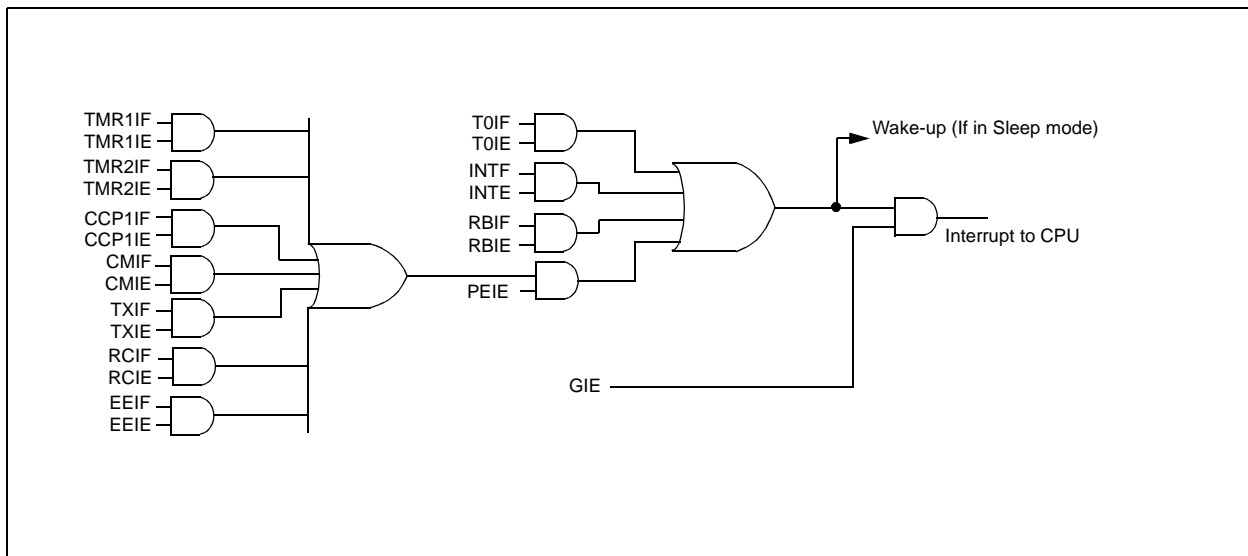 TMR1IF
TMR1IE
TMR2IF
TMR2IE
CCP1IF
CCP1IE
CMIF
CMIE
TXIF
TXIE
RCIF
RCIE
EEIF
EEIE
T0IF
T0IE
INTF
INTE
RBIF
RBIE
PEIE
GIE
Wake-up (If in Sleep mode)
Interrupt to CPU